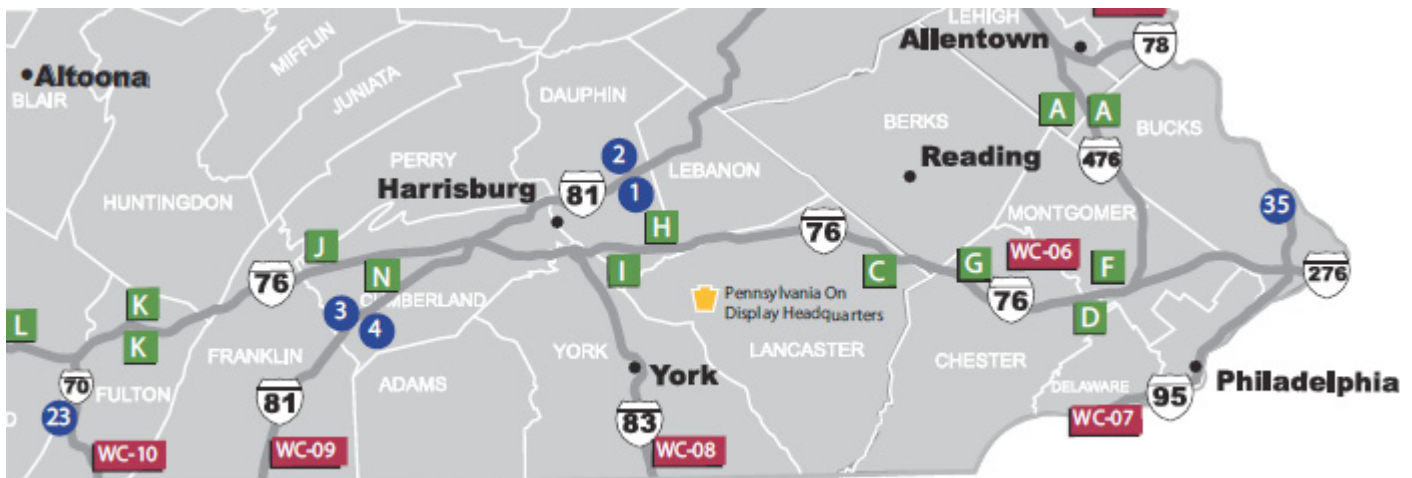 LEHIGH
Allentown
78
MIFFLIN
Altoona
BLAIR
JUNIATA
DAUPHIN
A
A
BERKS
BUCKS
PERRY
2
LEBANON
Reading
476
Harrisburg
81
1
HUNTINGDON
MONTGOMER
35
J
H
76
WC-06
N
I
C
G
F
276
76
CUMBERLAND
Pennsylvania On
Display Headquarters
76
K
3
4
D
L
K
FRANKLIN
YORK
LANCASTER
CHESTER
70
FULTON
ADAMS
York
DELAWARE
Philadelphia
81
95
23
83
WC-07
WC-10
WC-09
WC-08